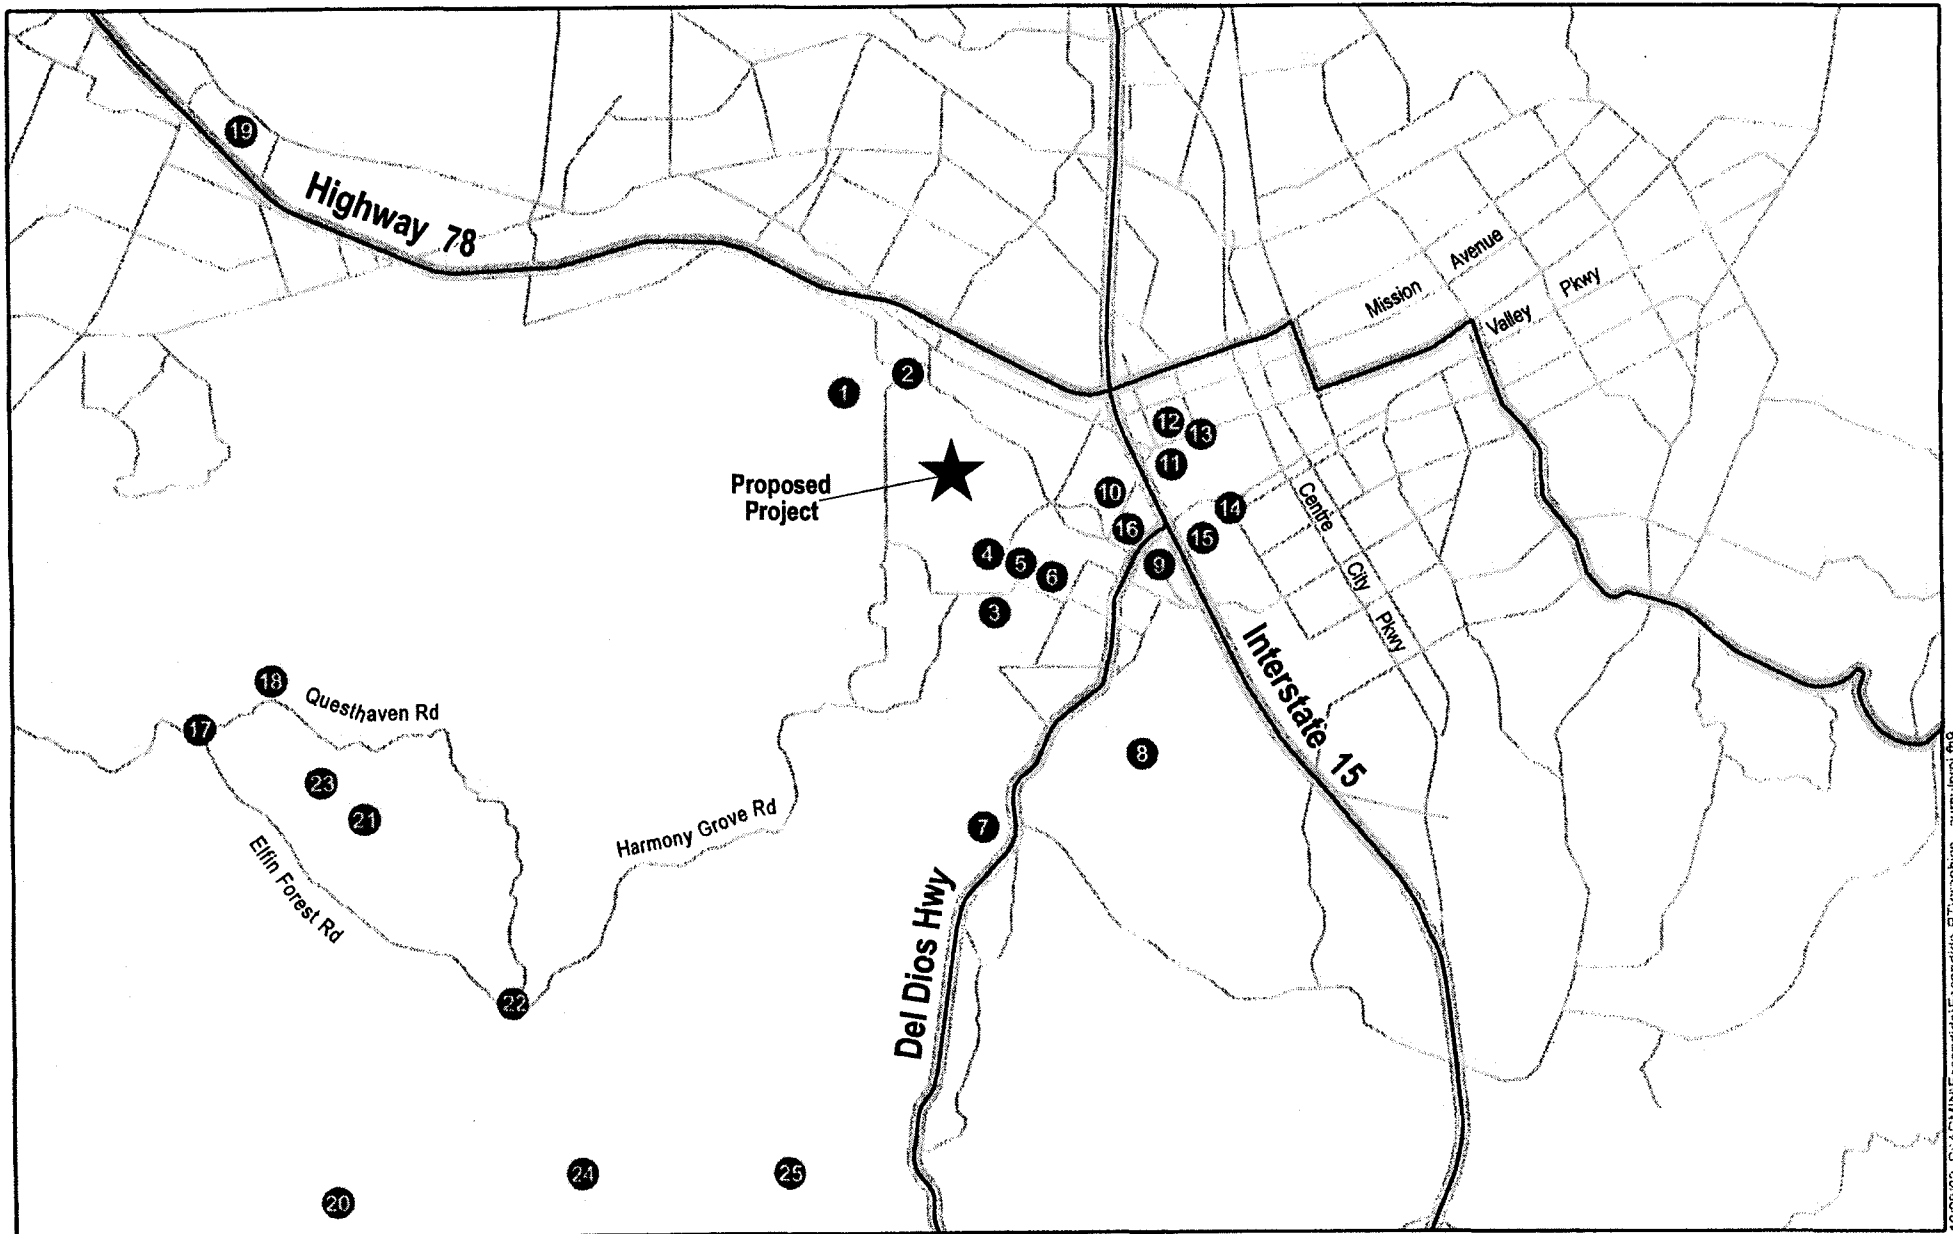 19
Highway 78
Mission Avenue
Valley Pkwy
1
2
Proposed
Project
12
13
11
10
14
16
15
9
Centre City Pkwy
4
5
6
3
Interstate 15
18
Questhaven Rd
17
8
23
21
7
Harmony Grove Rd
Elfin Forest Rd
Del Dios Hwy
22
24
25
20